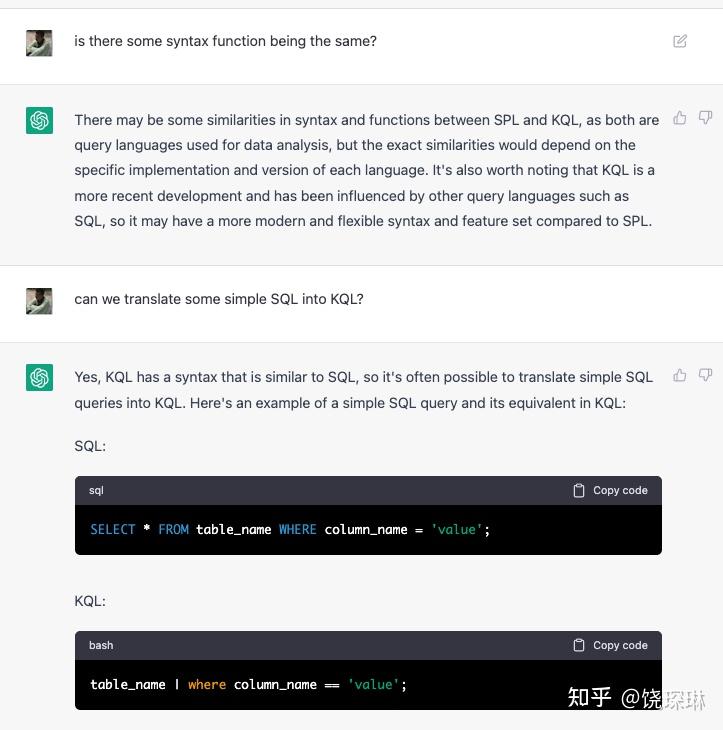 is there some syntax function being the same?
There may be some similarities in syntax and functions between SPL and KQL, as both are
query languages used for data analysis, but the exact similarities would depend on the
specific implementation and version of each language. It's also worth noting that KQL is a
more recent development and has been influenced by other query languages such as
SQL, so it may have a more modern and flexible syntax and feature set compared to SPL.
can we translate some simple SQL into KQL?
Yes, KQL has a syntax that is similar to SQL, so it's often possible to translate simple SQL
queries into KQL. Here's an example of a simple SQL query and its equivalent in KQL:
SQL:
sql Copy code
SELECT * FROM table_name WHERE column_name = 'value';
KQL:
bash Copy code
table_name | where column_name == 'value';
知乎 @饶琛琳